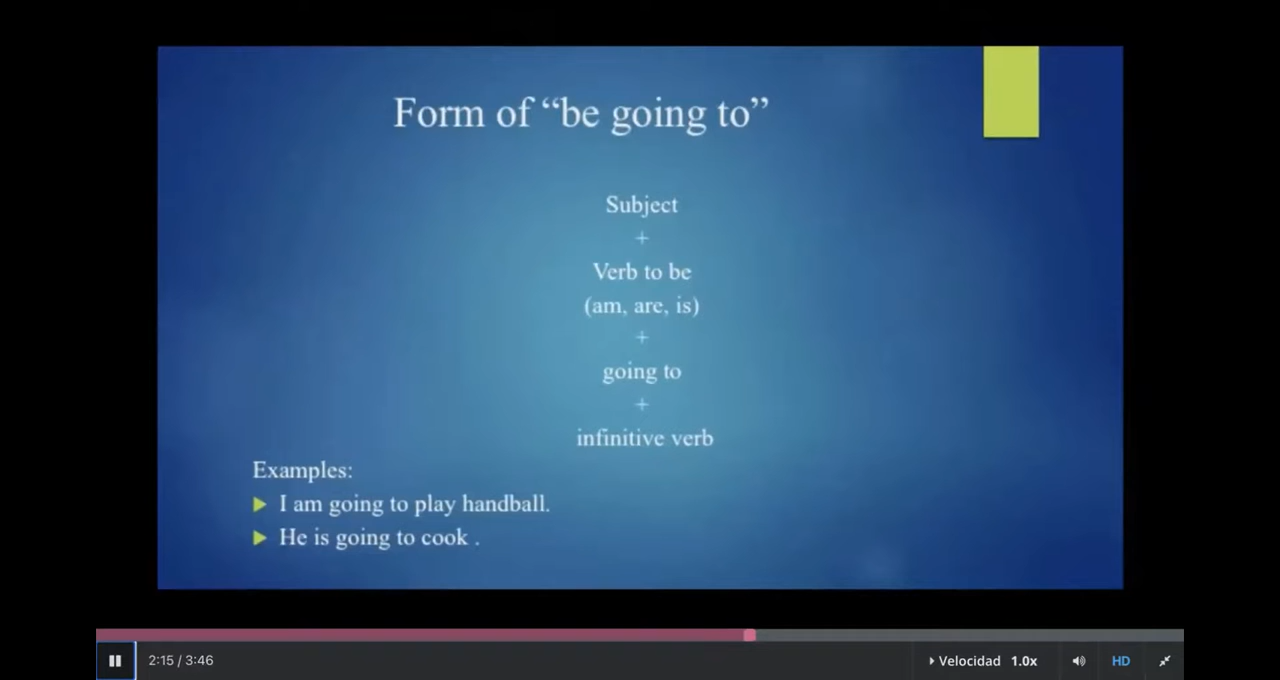 Form of “be going to”
Subject
+
Verb to be
(am, are, is)
+
going to
+
infinitive verb
Examples:
I am going to play handball.
He is going to cook .
2:15 / 3:46
Velocidad 1.0x
HD